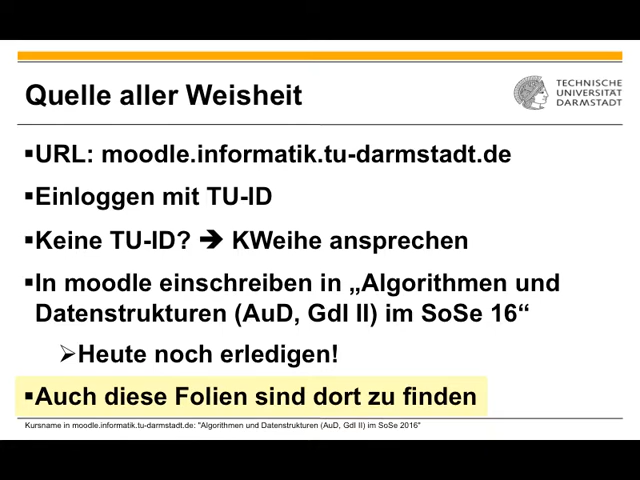 Quelle aller Weisheit
TECHNISCHE
UNIVERSITÄT
DARMSTADT
▪URL: moodle.informatik.tu-darmstadt.de
▪Einloggen mit TU-ID
▪Keine TU-ID? ➔ KWeihe ansprechen
▪In moodle einschreiben in „Algorithmen und
Datenstrukturen (AuD, GdI II) im SoSe 16“
➢Heute noch erledigen!
▪Auch diese Folien sind dort zu finden
Kursname in moodle.informatik.tu-darmstadt.de: "Algorithmen und Datenstrukturen (AuD, GdI II) im SoSe 2016"